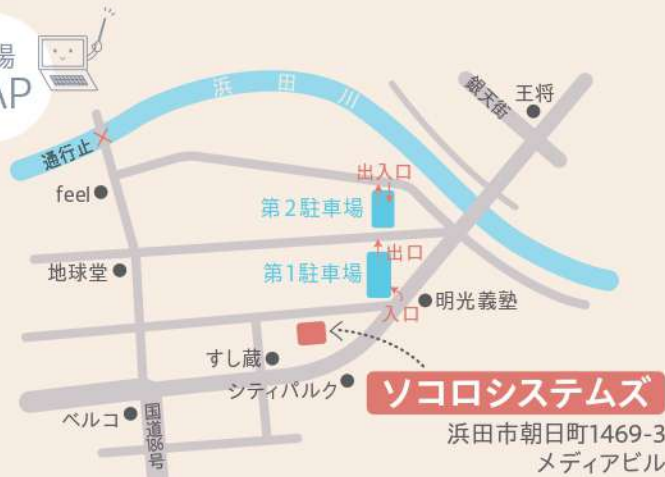 場
AP
浜田川
通行止
銀天街
王将
feel
出入口
第2駐車場
出口
地球堂
第1駐車場
入口
明光義塾
すし蔵
シティパルク
ソコロシステムズ
ベルコ
国道186号
浜田市朝日町1469-3
メディアビル